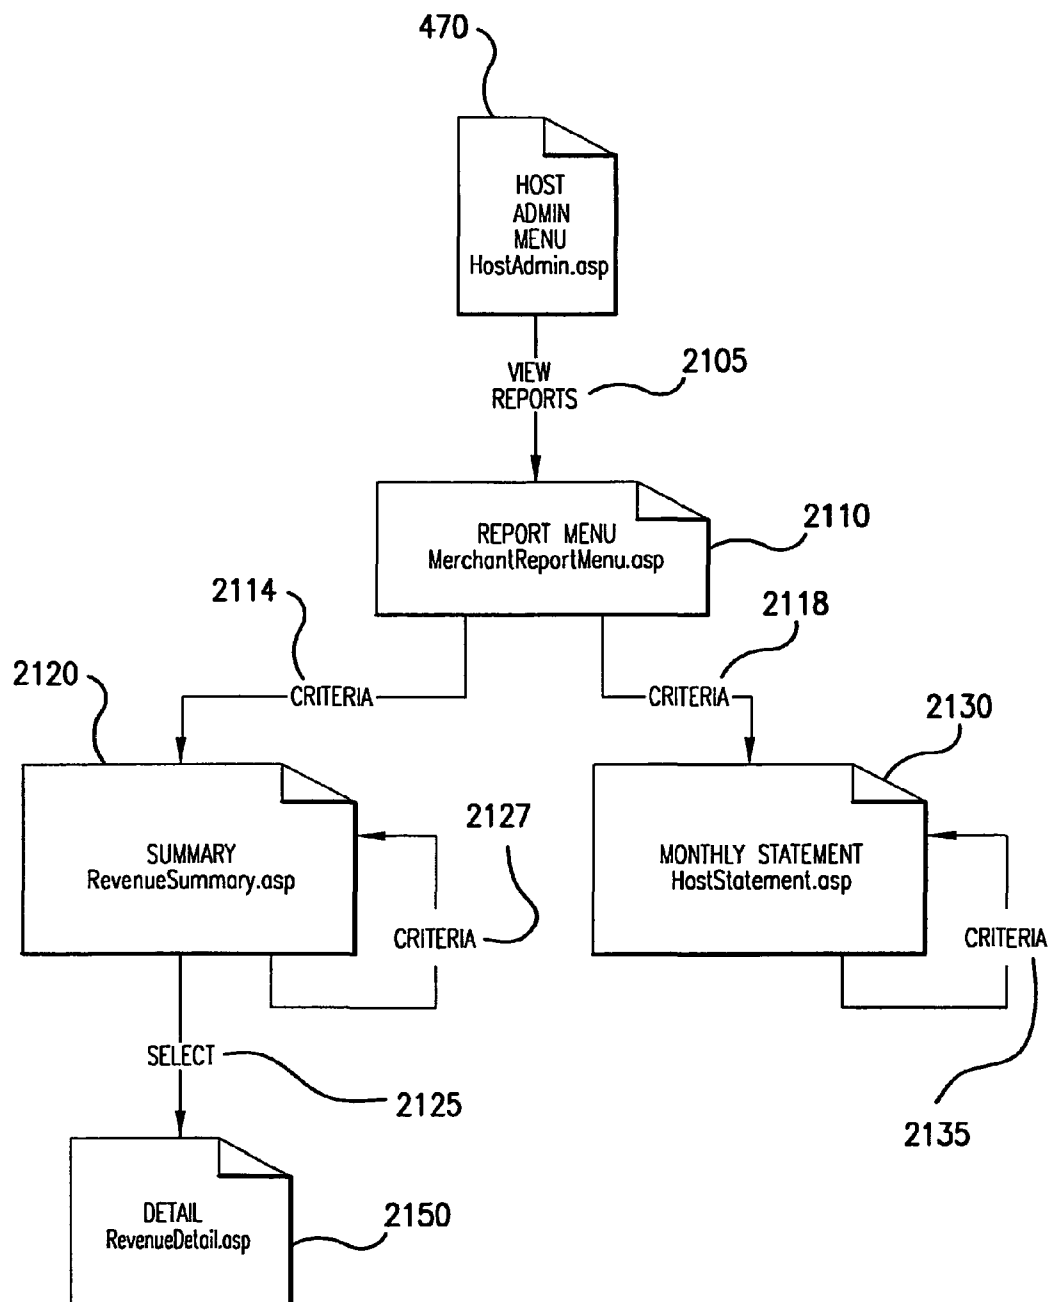 470
HOST
ADMIN
MENU
HostAdmin.asp
VIEW
REPORTS
2105
REPORT MENU
MerchantReportMenu.asp
2110
2114
2118
2120
CRITERIA
CRITERIA
2130
SUMMARY
RevenueSummary.asp
2127
CRITERIA
MONTHLY STATEMENT
HostStatement.asp
CRITERIA
SELECT
2125
2135
DETAIL
RevenueDetail.asp
2150